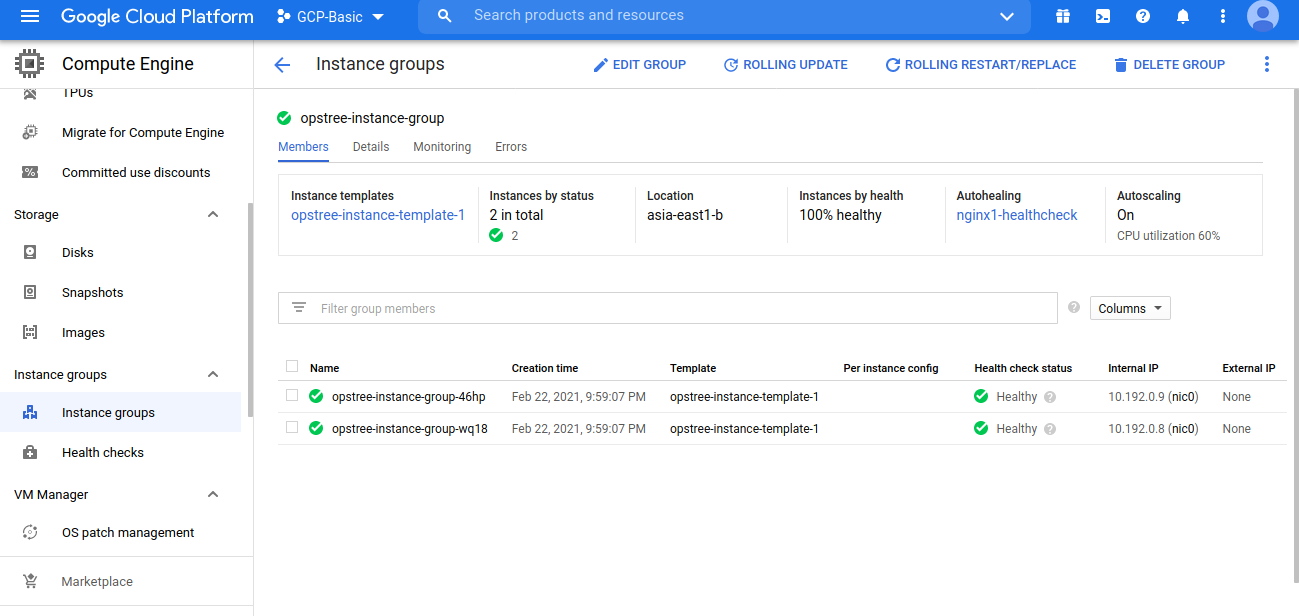 Google Cloud Platform
GCP-Basic
Search products and resources
Compute Engine
Instance groups
EDIT GROUP
ROLLING UPDATE
ROLLING RESTART/REPLACE
DELETE GROUP
TPUs
Migrate for Compute Engine
Committed use discounts
Storage
Disks
Snapshots
Images
Instance groups
Instance groups
Health checks
VM Manager
OS patch management
Marketplace
opstree-instance-group
Members Details Monitoring Errors
Instance templates
opstree-instance-template-1
Instances by status
2 in total
2
Location
asia-east1-b
Instances by health
100% healthy
Autohealing
nginx1-healthcheck
Autoscaling
On
CPU utilization 60%
Filter group members
Columns
Name Creation time Template Per instance config Health check status Internal IP External IP
opstree-instance-group-46hp Feb 22, 2021, 9:59:07 PM opstree-instance-template-1 Healthy 10.192.0.9 (nic0) None
opstree-instance-group-wq18 Feb 22, 2021, 9:59:07 PM opstree-instance-template-1 Healthy 10.192.0.8 (nic0) None